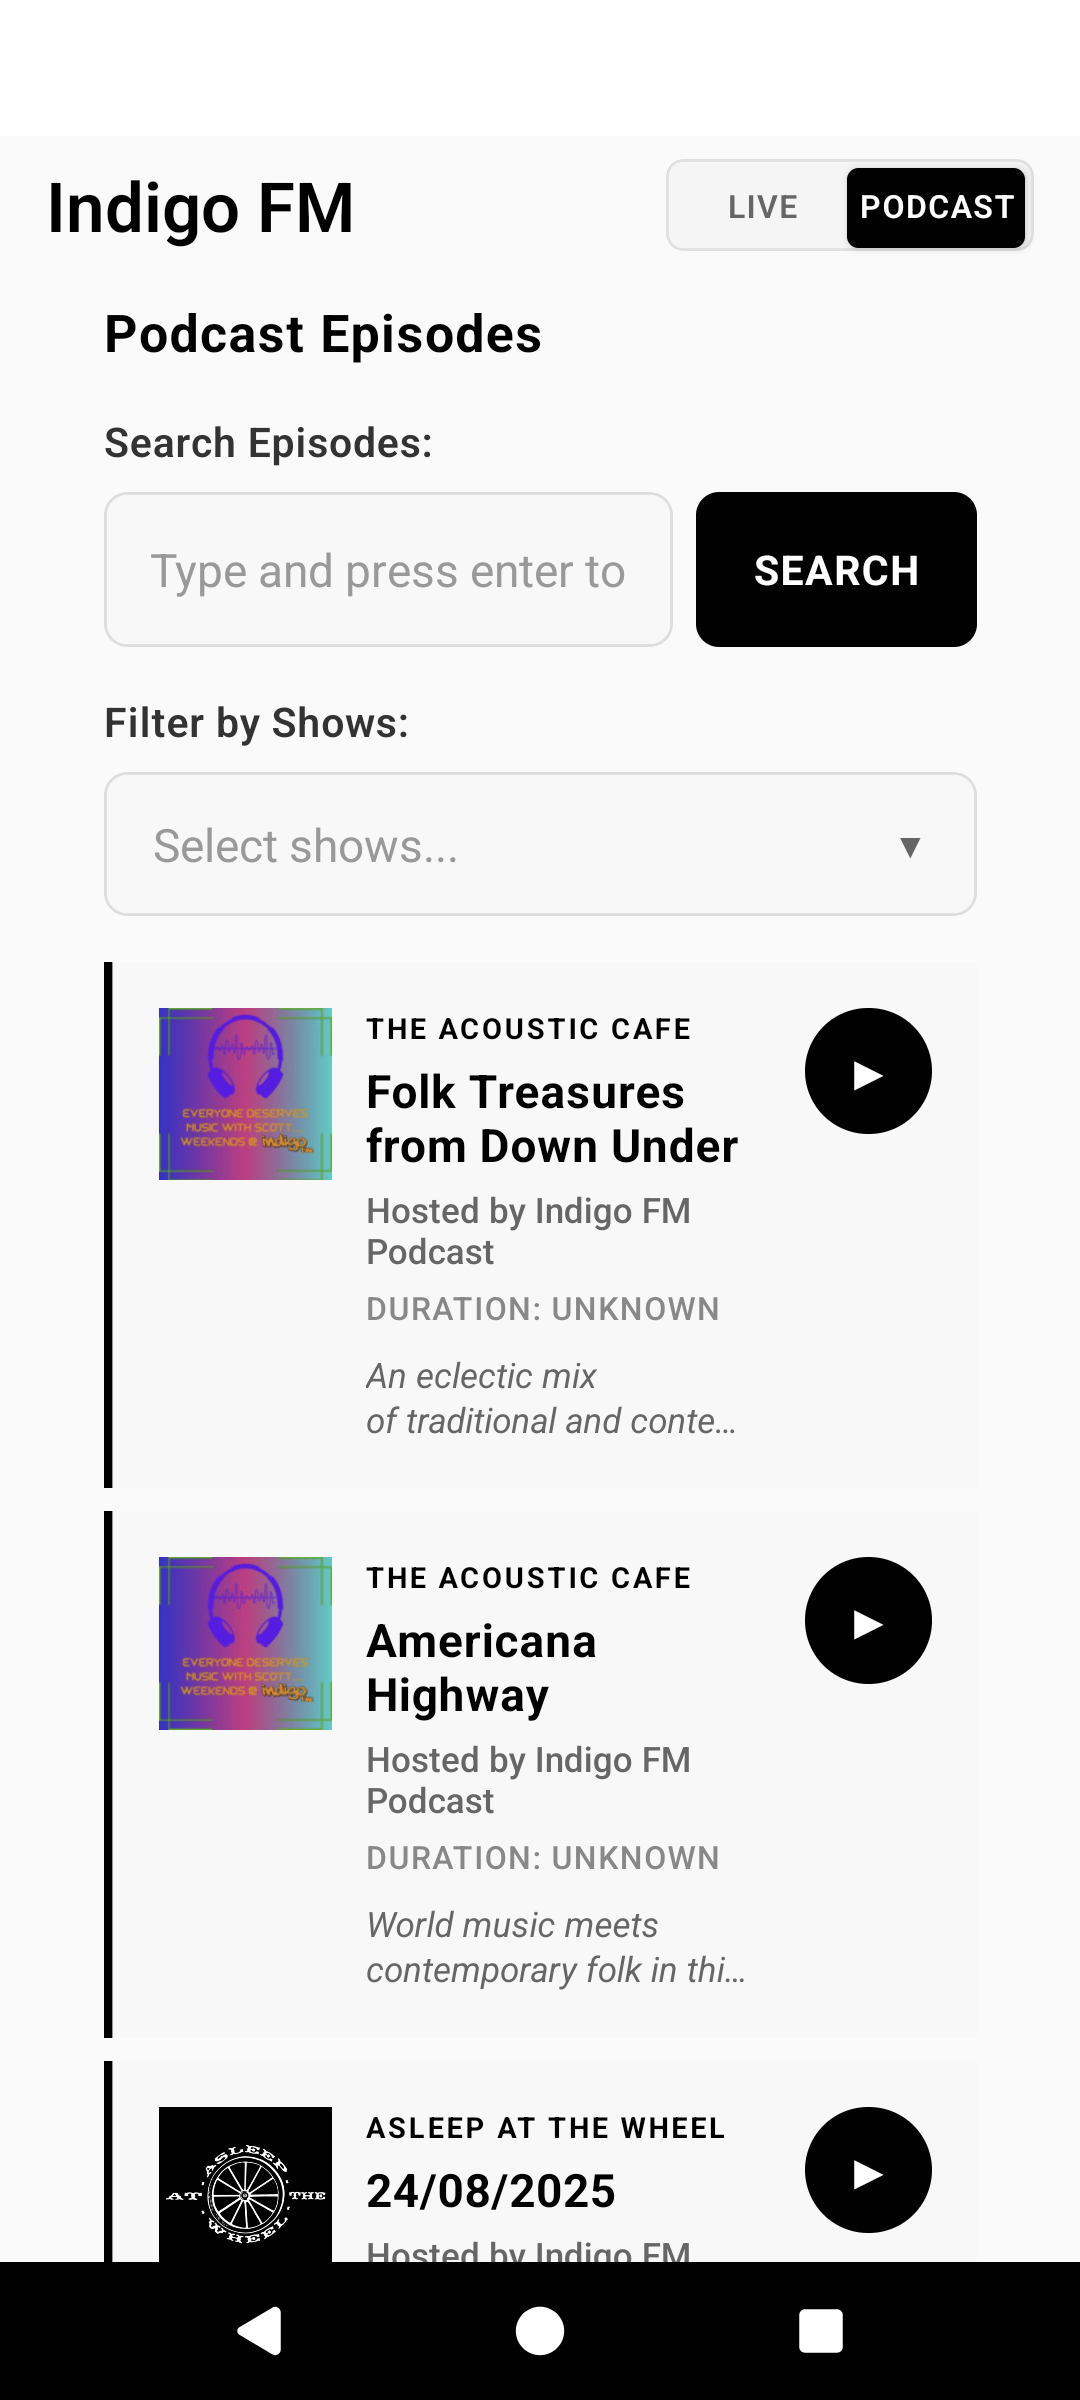 Indigo FM
LIVE
PODCAST
Podcast Episodes
Search Episodes:
Type and press enter to
SEARCH
Filter by Shows:
Select shows...
▼
EVERYONE DESERVES
MUSIC WITH SCOTT...
WEEKENDS @ indigo FM
THE ACOUSTIC CAFE
Folk Treasures
from Down Under
Hosted by Indigo FM
Podcast
DURATION: UNKNOWN
An eclectic mix
of traditional and conte...
EVERYONE DESERVES
MUSIC WITH SCOTT...
WEEKENDS @ indigo FM
THE ACOUSTIC CAFE
Americana
Highway
Hosted by Indigo FM
Podcast
DURATION: UNKNOWN
World music meets
contemporary folk in thi...
ASLEEP
AT THE
WHEEL
ASLEEP AT THE WHEEL
24/08/2025
Hosted by Indigo FM